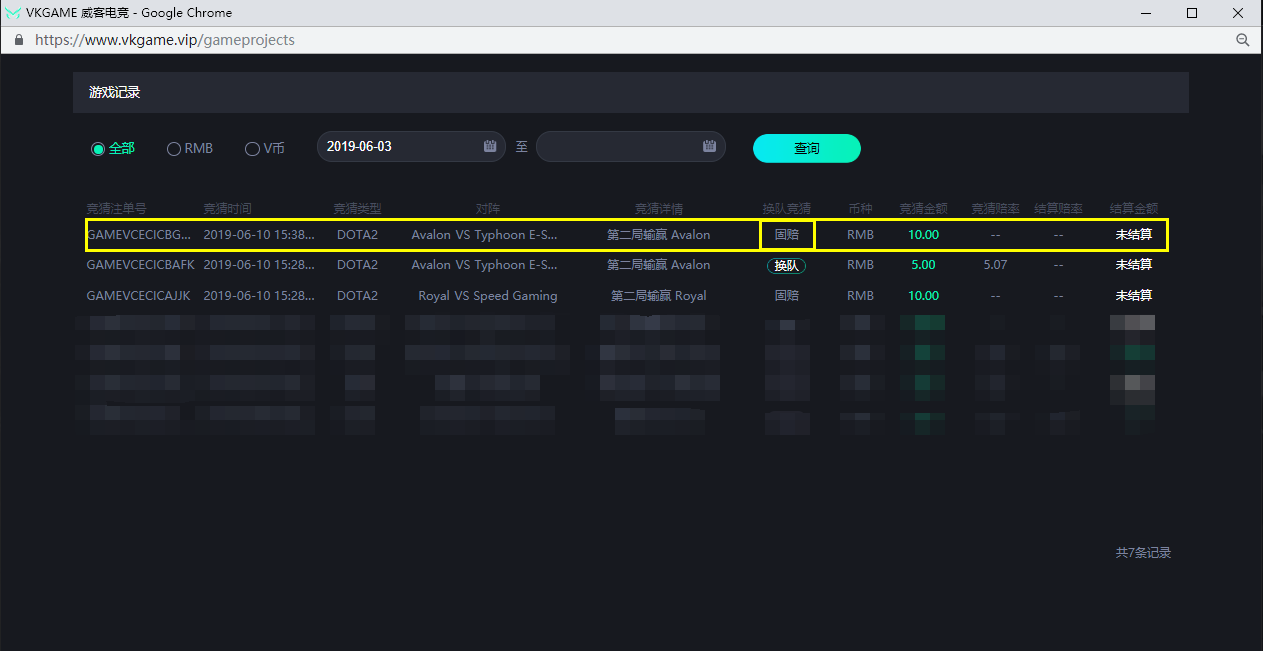 VKGAME 威客电竞 - Google Chrome
https://www.vkgame.vip/gameprojects
游戏记录
全部 RMB V币 2019-06-03 至 查询
竞猜注单号 竞猜时间 竞猜类型 对阵 竞猜详情 换队竞猜 币种 竞猜金额 竞猜赔率 结算赔率 结算金额
GAMEVCECICBG... 2019-06-10 15:38... DOTA2 Avalon VS Typhoon E-S... 第二局输赢 Avalon 固赔 RMB 10.00 -- -- 未结算
GAMEVCECICBAFK 2019-06-10 15:28... DOTA2 Avalon VS Typhoon E-S... 第二局输赢 Avalon 换队 RMB 5.00 5.07 -- 未结算
GAMEVCECICAJJK 2019-06-10 15:28... DOTA2 Royal VS Speed Gaming 第二局输赢 Royal 固赔 RMB 10.00 -- -- 未结算
共7条记录